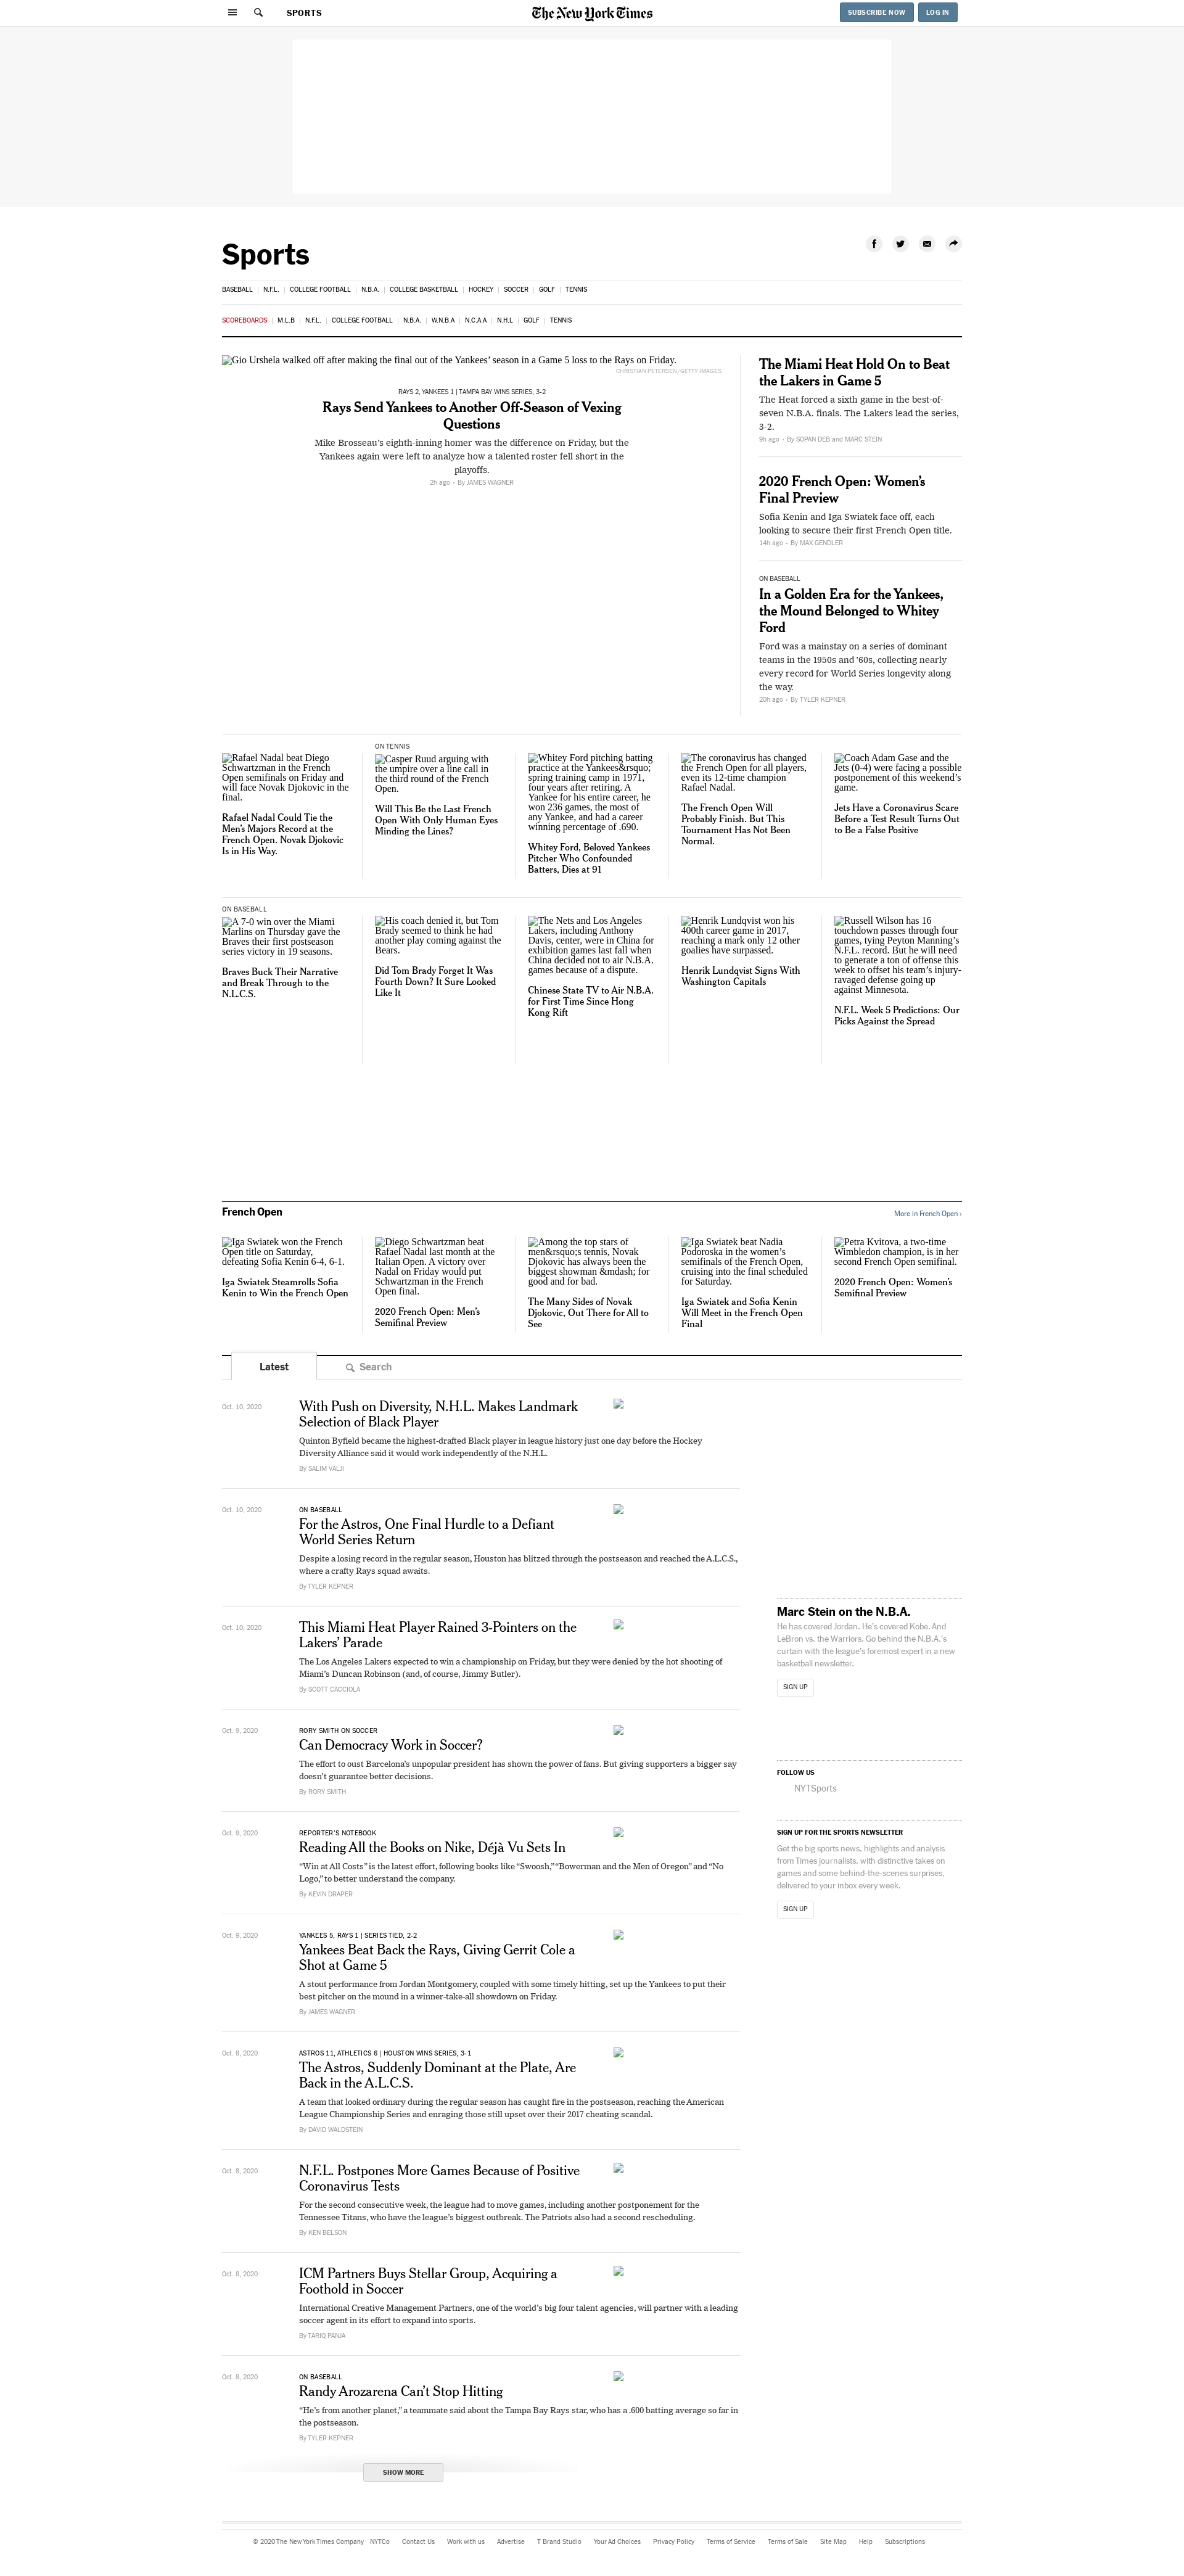 SPORTS
The New York Times
SUBSCRIBE NOW
LOG IN
Sports
BASEBALL | N.F.L. | COLLEGE FOOTBALL | N.B.A. | COLLEGE BASKETBALL | HOCKEY | SOCCER | GOLF | TENNIS
SCOREBOARDS | M.L.B | N.F.L. | COLLEGE FOOTBALL | N.B.A. | W.N.B.A | N.C.A.A | N.H.L | GOLF | TENNIS
Gio Urshela walked off after making the final out of the Yankees’ season in a Game 5 loss to the Rays on Friday.
CHRISTIAN PETERSEN/GETTY IMAGES
RAYS 2, YANKEES 1 | TAMPA BAY WINS SERIES, 3-2
Rays Send Yankees to Another Off-Season of Vexing
Questions
Mike Brosseau’s eighth-inning homer was the difference on Friday, but the
Yankees again were left to analyze how a talented roster fell short in the
playoffs.
2h ago • By JAMES WAGNER
The Miami Heat Hold On to Beat
the Lakers in Game 5
The Heat forced a sixth game in the best-of-
seven N.B.A. finals. The Lakers lead the series,
3-2.
9h ago • By SOPAN DEB and MARC STEIN
2020 French Open: Women’s
Final Preview
Sofia Kenin and Iga Swiatek face off, each
looking to secure their first French Open title.
14h ago • By MAX GENDLER
ON BASEBALL
In a Golden Era for the Yankees,
the Mound Belonged to Whitey
Ford
Ford was a mainstay on a series of dominant
teams in the 1950s and ’60s, collecting nearly
every record for World Series longevity along
the way.
20h ago • By TYLER KEPNER
Rafael Nadal beat Diego
Schwartzman in the French
Open semifinals on Friday and
will face Novak Djokovic in the
final.
Rafael Nadal Could Tie the
Men’s Majors Record at the
French Open. Novak Djokovic
Is in His Way.
ON TENNIS
Casper Ruud arguing with
the umpire over a line call in
the third round of the French
Open.
Will This Be the Last French
Open With Only Human Eyes
Minding the Lines?
Whitey Ford pitching batting
practice at the Yankees&rsquo;
spring training camp in 1971,
four years after retiring. A
Yankee for his entire career, he
won 236 games, the most of
any Yankee, and had a career
winning percentage of .690.
Whitey Ford, Beloved Yankees
Pitcher Who Confounded
Batters, Dies at 91
The coronavirus has changed
the French Open for all players,
even its 12-time champion
Rafael Nadal.
The French Open Will
Probably Finish. But This
Tournament Has Not Been
Normal.
Coach Adam Gase and the
Jets (0-4) were facing a possible
postponement of this weekend’s
game.
Jets Have a Coronavirus Scare
Before a Test Result Turns Out
to Be a False Positive
ON BASEBALL
A 7-0 win over the Miami
Marlins on Thursday gave the
Braves their first postseason
series victory in 19 seasons.
Braves Buck Their Narrative
and Break Through to the
N.L.C.S.
His coach denied it, but Tom
Brady seemed to think he had
another play coming against the
Bears.
Did Tom Brady Forget It Was
Fourth Down? It Sure Looked
Like It
The Nets and Los Angeles
Lakers, including Anthony
Davis, center, were in China for
exhibition games last fall when
China decided not to air N.B.A.
games because of a dispute.
Chinese State TV to Air N.B.A.
for First Time Since Hong
Kong Rift
Henrik Lundqvist won his
400th career game in 2017,
reaching a mark only 12 other
goalies have surpassed.
Henrik Lundqvist Signs With
Washington Capitals
Russell Wilson has 16
touchdown passes through four
games, tying Peyton Manning’s
N.F.L. record. But he will need
to generate a ton of offense this
week to offset his team’s injury-
ravaged defense going up
against Minnesota.
N.F.L. Week 5 Predictions: Our
Picks Against the Spread
French Open
More in French Open ›
Iga Swiatek won the French
Open title on Saturday,
defeating Sofia Kenin 6-4, 6-1.
Iga Swiatek Steamrolls Sofia
Kenin to Win the French Open
Diego Schwartzman beat
Rafael Nadal last month at the
Italian Open. A victory over
Nadal on Friday would put
Schwartzman in the French
Open final.
2020 French Open: Men’s
Semifinal Preview
Among the top stars of
men&rsquo;s tennis, Novak
Djokovic has always been the
biggest showman &mdash; for
good and for bad.
The Many Sides of Novak
Djokovic, Out There for All to
See
Iga Swiatek beat Nadia
Podoroska in the women’s
semifinals of the French Open,
cruising into the final scheduled
for Saturday.
Iga Swiatek and Sofia Kenin
Will Meet in the French Open
Final
Petra Kvitova, a two-time
Wimbledon champion, is in her
second French Open semifinal.
2020 French Open: Women’s
Semifinal Preview
Latest
Search
Oct. 10, 2020
With Push on Diversity, N.H.L. Makes Landmark
Selection of Black Player
Quinton Byfield became the highest-drafted Black player in league history just one day before the Hockey
Diversity Alliance said it would work independently of the N.H.L.
By SALIM VALJI
Oct. 10, 2020
ON BASEBALL
For the Astros, One Final Hurdle to a Defiant
World Series Return
Despite a losing record in the regular season, Houston has blitzed through the postseason and reached the A.L.C.S.,
where a crafty Rays squad awaits.
By TYLER KEPNER
Oct. 10, 2020
This Miami Heat Player Rained 3-Pointers on the
Lakers’ Parade
The Los Angeles Lakers expected to win a championship on Friday, but they were denied by the hot shooting of
Miami’s Duncan Robinson (and, of course, Jimmy Butler).
By SCOTT CACCIOLA
Oct. 9, 2020
RORY SMITH ON SOCCER
Can Democracy Work in Soccer?
The effort to oust Barcelona’s unpopular president has shown the power of fans. But giving supporters a bigger say
doesn’t guarantee better decisions.
By RORY SMITH
Oct. 9, 2020
REPORTER’S NOTEBOOK
Reading All the Books on Nike, Déjà Vu Sets In
“Win at All Costs” is the latest effort, following books like “Swoosh,” “Bowerman and the Men of Oregon” and “No
Logo,” to better understand the company.
By KEVIN DRAPER
Oct. 9, 2020
YANKEES 5, RAYS 1 | SERIES TIED, 2-2
Yankees Beat Back the Rays, Giving Gerrit Cole a
Shot at Game 5
A stout performance from Jordan Montgomery, coupled with some timely hitting, set up the Yankees to put their
best pitcher on the mound in a winner-take-all showdown on Friday.
By JAMES WAGNER
Oct. 8, 2020
ASTROS 11, ATHLETICS 6 | HOUSTON WINS SERIES, 3-1
The Astros, Suddenly Dominant at the Plate, Are
Back in the A.L.C.S.
A team that looked ordinary during the regular season has caught fire in the postseason, reaching the American
League Championship Series and enraging those still upset over their 2017 cheating scandal.
By DAVID WALDSTEIN
Oct. 8, 2020
N.F.L. Postpones More Games Because of Positive
Coronavirus Tests
For the second consecutive week, the league had to move games, including another postponement for the
Tennessee Titans, who have the league’s biggest outbreak. The Patriots also had a second rescheduling.
By KEN BELSON
Oct. 8, 2020
ICM Partners Buys Stellar Group, Acquiring a
Foothold in Soccer
International Creative Management Partners, one of the world’s big four talent agencies, will partner with a leading
soccer agent in its effort to expand into sports.
By TARIQ PANJA
Oct. 8, 2020
ON BASEBALL
Randy Arozarena Can’t Stop Hitting
“He’s from another planet,” a teammate said about the Tampa Bay Rays star, who has a .600 batting average so far in
the postseason.
By TYLER KEPNER
SHOW MORE
Marc Stein on the N.B.A.
He has covered Jordan. He’s covered Kobe. And
LeBron vs. the Warriors. Go behind the N.B.A.’s
curtain with the league’s foremost expert in a new
basketball newsletter.
SIGN UP
FOLLOW US
NYTSports
SIGN UP FOR THE SPORTS NEWSLETTER
Get the big sports news, highlights and analysis
from Times journalists, with distinctive takes on
games and some behind-the-scenes surprises,
delivered to your inbox every week.
SIGN UP
© 2020 The New York Times Company NYTCo Contact Us Work with us Advertise T Brand Studio Your Ad Choices Privacy Policy Terms of Service Terms of Sale Site Map Help Subscriptions